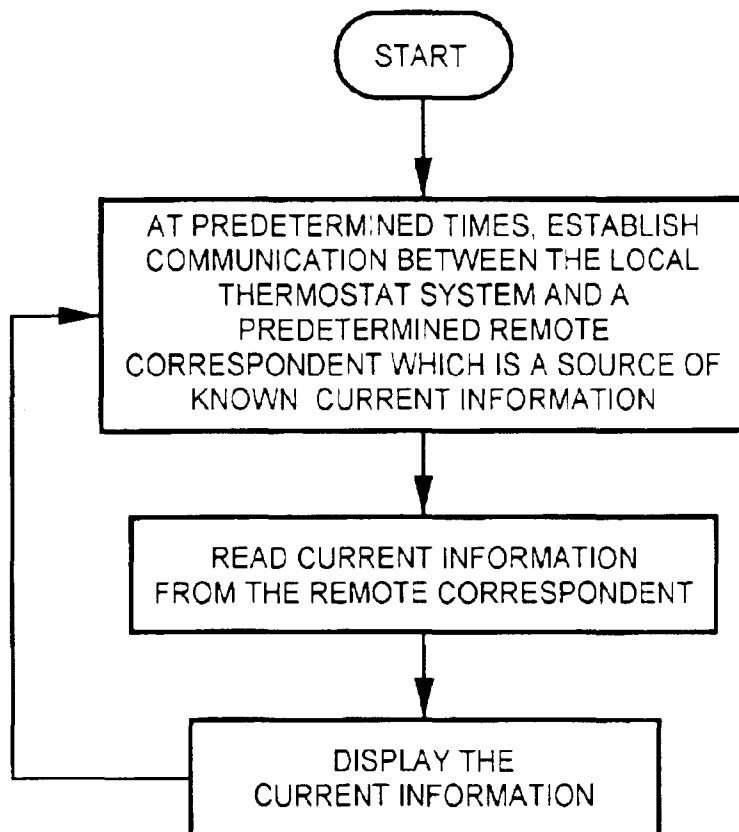 START
AT PREDETERMINED TIMES, ESTABLISH
COMMUNICATION BETWEEN THE LOCAL
THERMOSTAT SYSTEM AND A
PREDETERMINED REMOTE
CORRESPONDENT WHICH IS A SOURCE OF
KNOWN CURRENT INFORMATION
READ CURRENT INFORMATION
FROM THE REMOTE CORRESPONDENT
DISPLAY THE
CURRENT INFORMATION